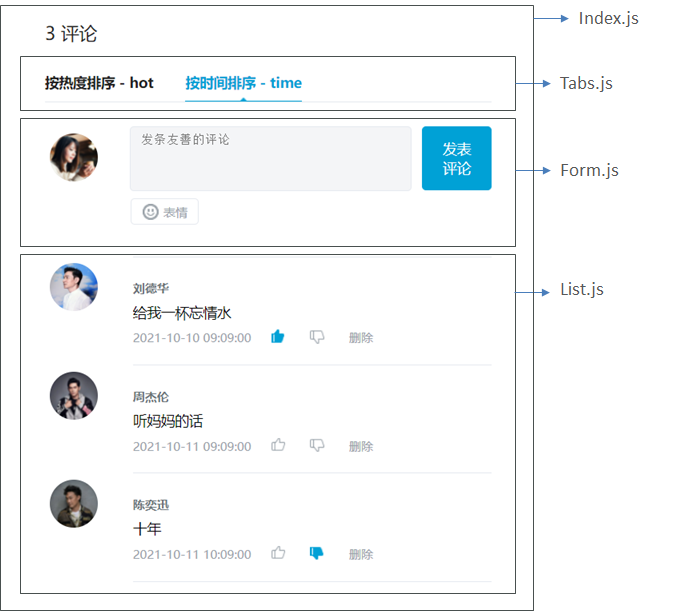 3 评论
Index.js
按热度排序 - hot 按时间排序 - time
Tabs.js
发条友善的评论
发表
评论
Form.js
表情
刘德华
List.js
给我一杯忘情水
2021-10-10 09:09:00 删除
周杰伦
听妈妈的话
2021-10-11 09:09:00 删除
陈奕迅
十年
2021-10-11 10:09:00 删除